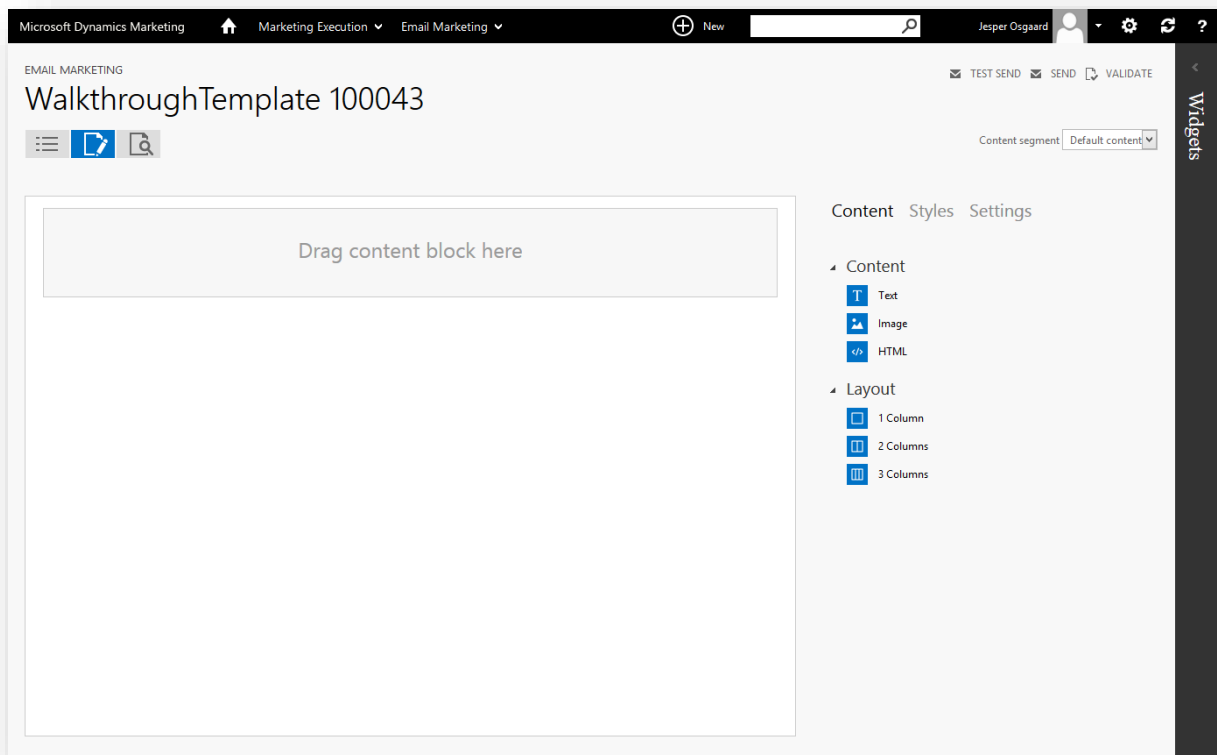 Microsoft Dynamics Marketing Marketing Execution Email Marketing New Jesper Osgaard ?
EMAIL MARKETING
TEST SEND SEND VALIDATE
WalkthroughTemplate 100043
Widgets
Content segment Default content
Content Styles Settings
Drag content block here
Content
T Text
Image
</> HTML
Layout
1 Column
2 Columns
3 Columns